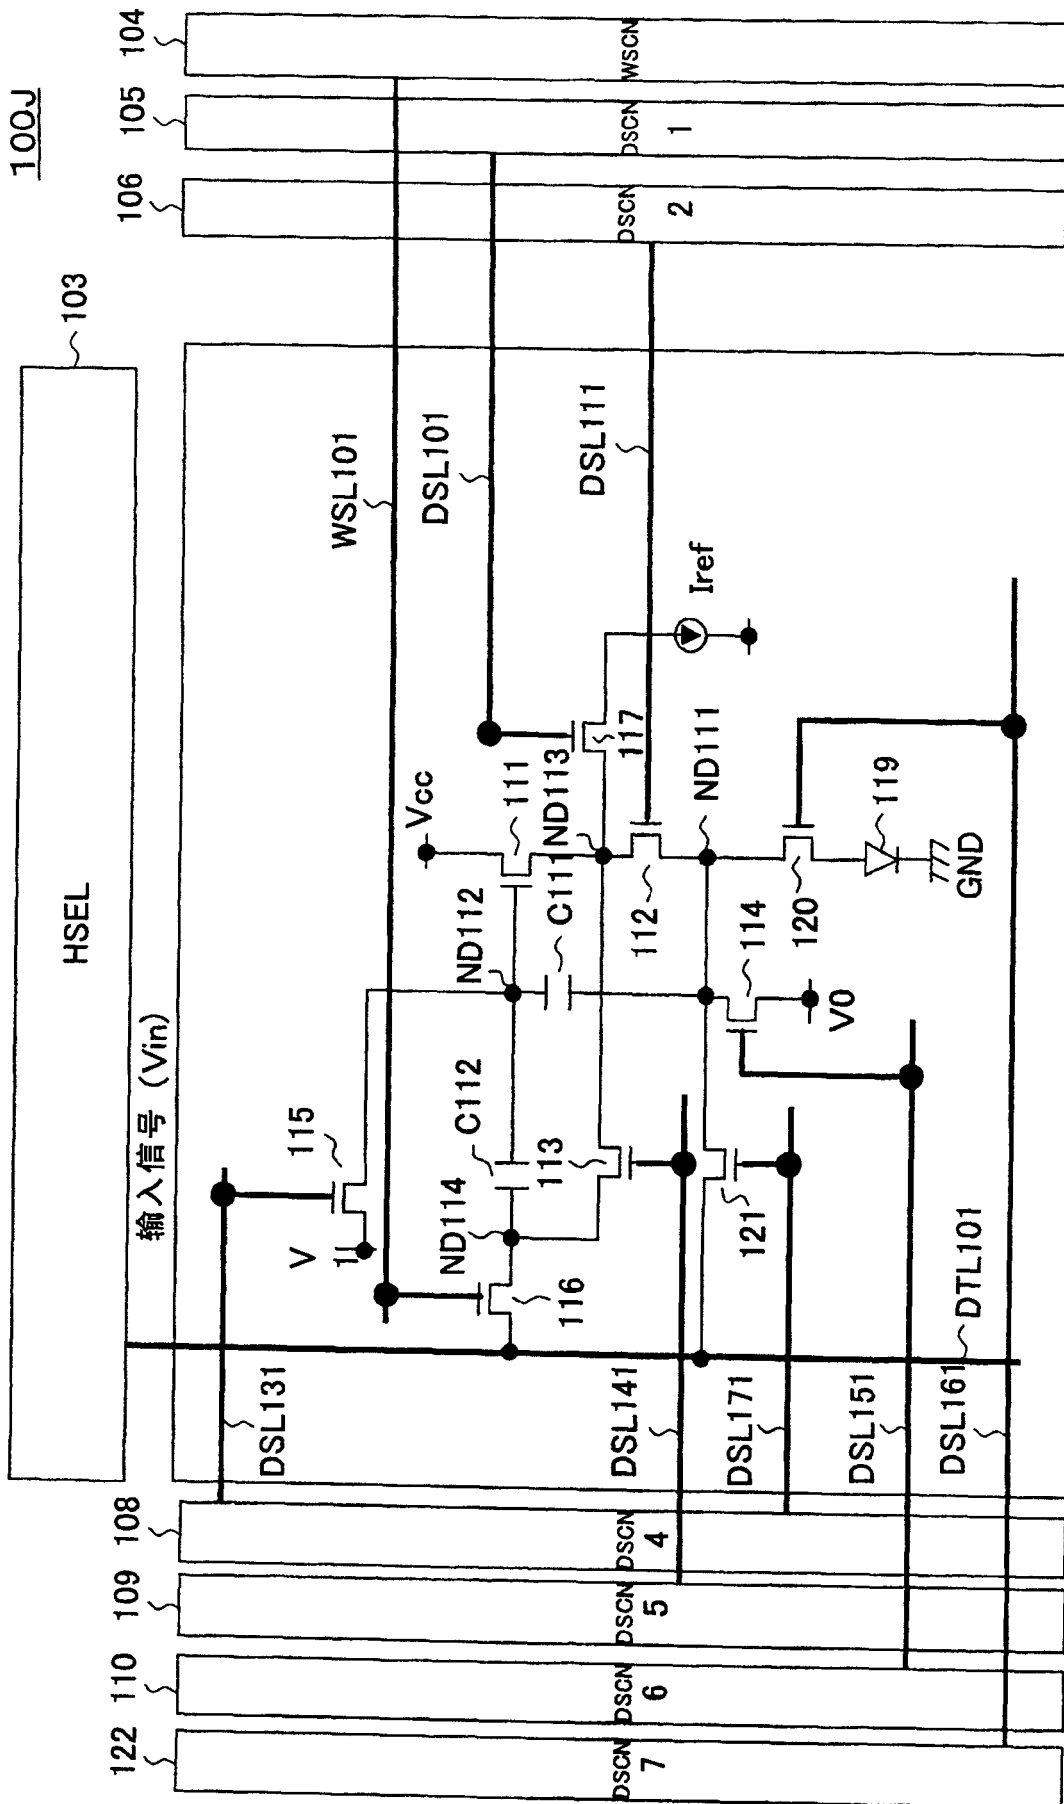 100J
HSEL
103
输入信号 (Vin)
104
WSCN
105
DSCN
1
106
DSCN
2
108
DSCN
4
109
DSCN
5
110
DSCN
6
122
DSCN
7
WSL101
DSL101
DSL111
DSL131
115
V
1
Vcc
111
ND112
C111
C112
ND113
117
Iref
ND114
116
113
112
ND111
114
V0
120
119
GND
121
DSL141
DSL171
DSL151
DSL161
DTL101